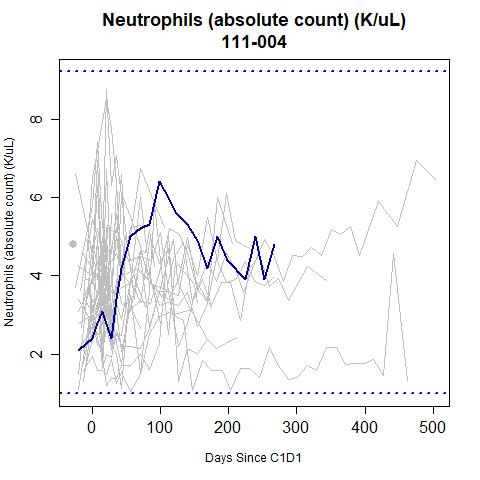 Neutrophils (absolute count) (K/uL)
111-004
Neutrophils (absolute count) (K/uL)
8
6
4
2
0 100 200 300 400 500
Days Since C1D1